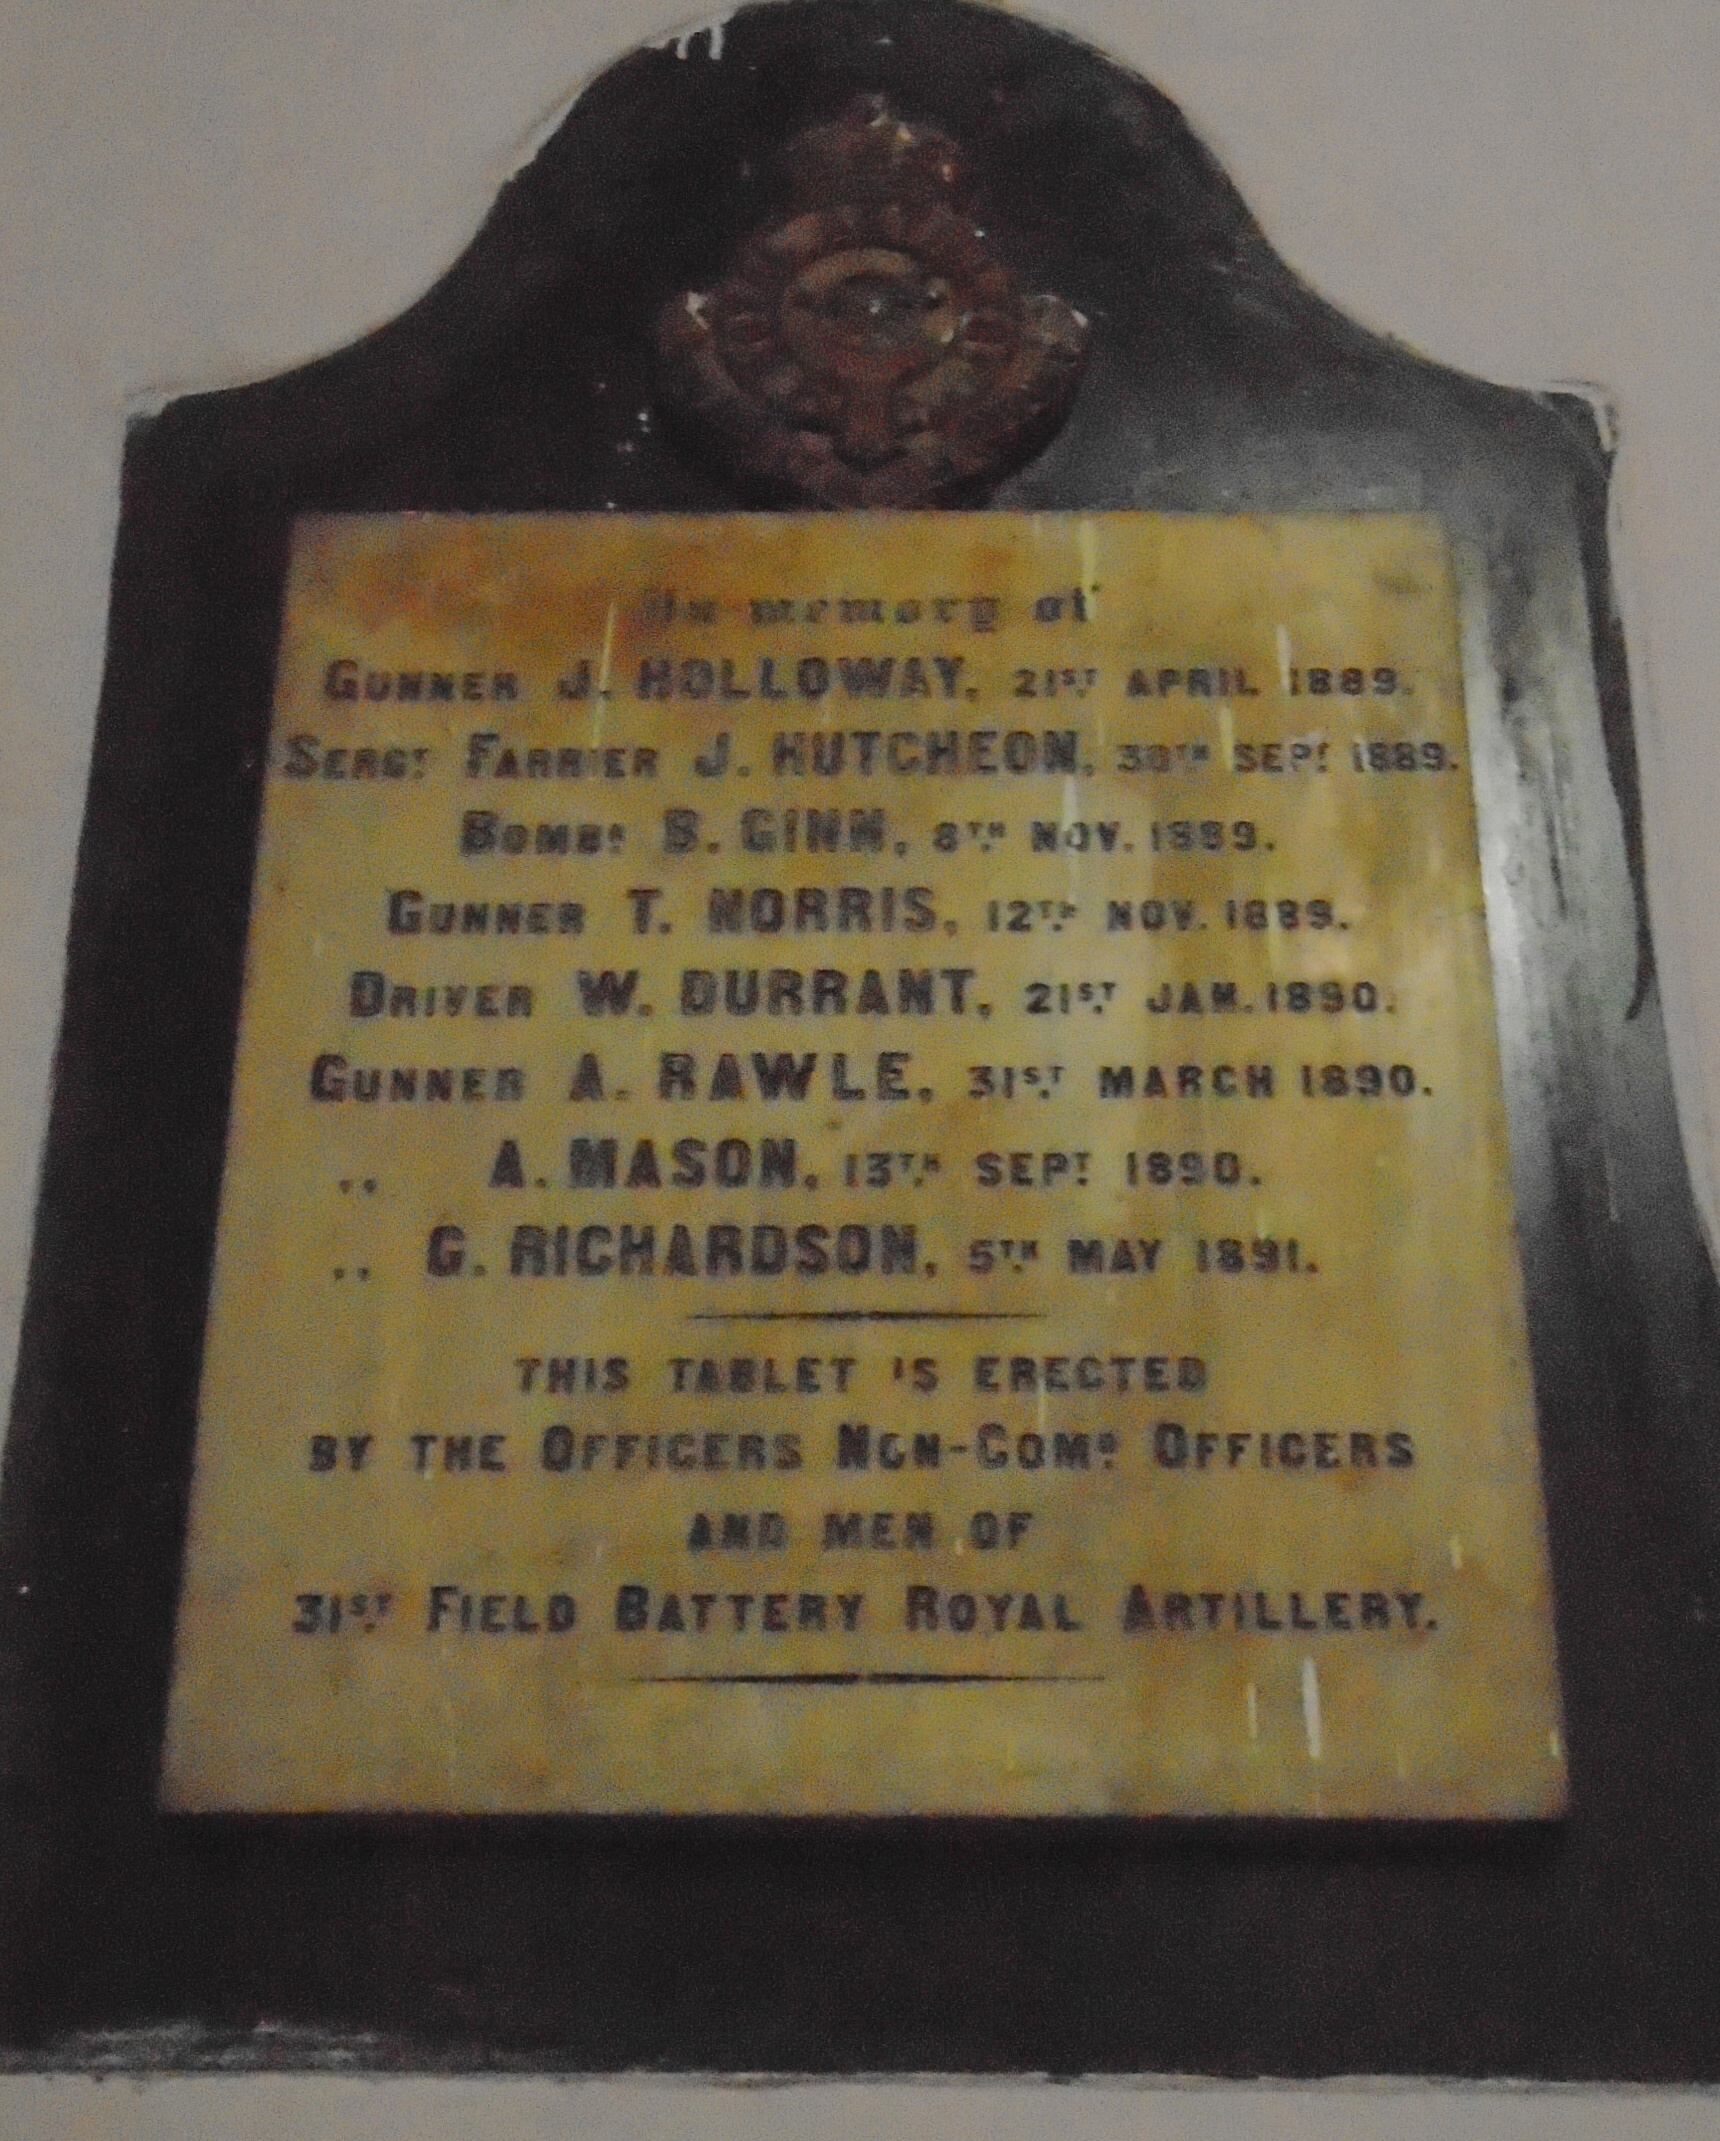 In memory of
GUNNER J. HOLLOWAY, 21ST APRIL 1889.
SERGT FARRIER J. HUTCHEON, 30TH SEPT 1889.
BOMBR B. GINN, 8TH NOV. 1889.
GUNNER T. NORRIS, 12TH NOV. 1889.
DRIVER W. DURRANT, 21ST JAN. 1890.
GUNNER A. RAWLE, 31ST MARCH 1890.
,, A. MASON, 13TH SEPT 1890.
,, G. RICHARDSON, 5TH MAY 1891.
THIS TABLET IS ERECTED
BY THE OFFICERS NON-COMD OFFICERS
AND MEN OF
31ST FIELD BATTERY ROYAL ARTILLERY.